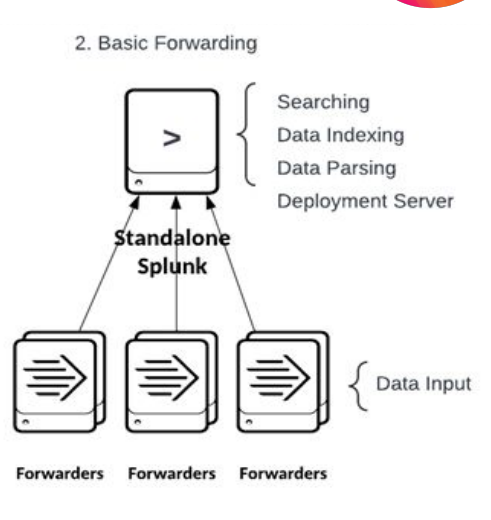 2. Basic Forwarding
>
Searching
Data Indexing
Data Parsing
Deployment Server
Standalone
Splunk
Data Input
Forwarders Forwarders Forwarders